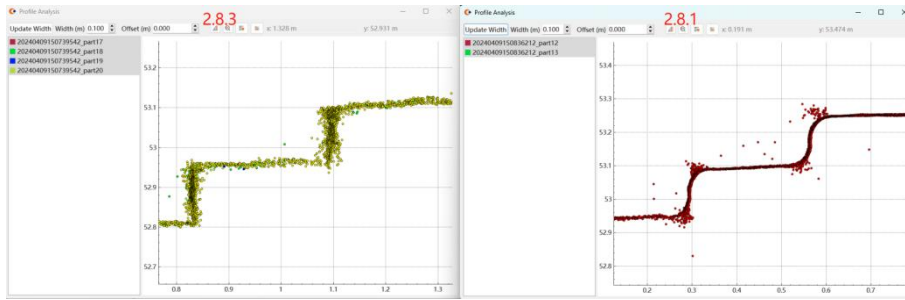 Profile Analysis
2.8.3
Update Width Width (m) 0.100 Offset (m) 0.000 x: 1.328 m y: 52.931 m
20240409150739542_part17
20240409150739542_part18
20240409150739542_part19
20240409150739542_part20
53.2
53.1
53
52.9
52.8
52.7
0.8 0.9 1 1.1 1.2 1.3
Profile Analysis
2.8.1
Update Width Width (m) 0.100 Offset (m) 0.000 x: 0.191 m y: 53.474 m
20240409150836212_part12
20240409150836212_part13
53.4
53.3
53.2
53.1
53
52.9
52.8
0.2 0.3 0.4 0.5 0.6 0.7